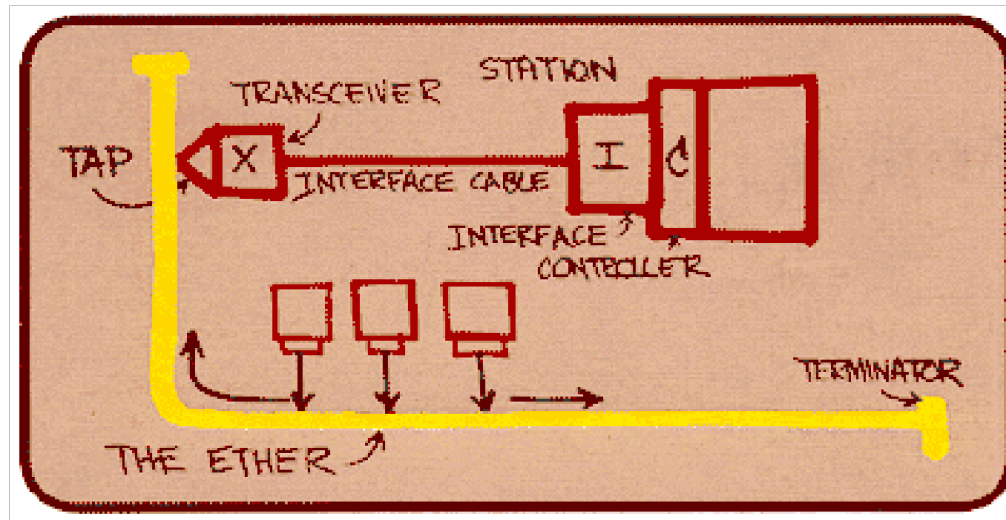 STATION
TRANSCEIVER
TAP
X
I
C
INTERFACE CABLE
INTERFACE
CONTROLLER
TERMINATOR
THE ETHER